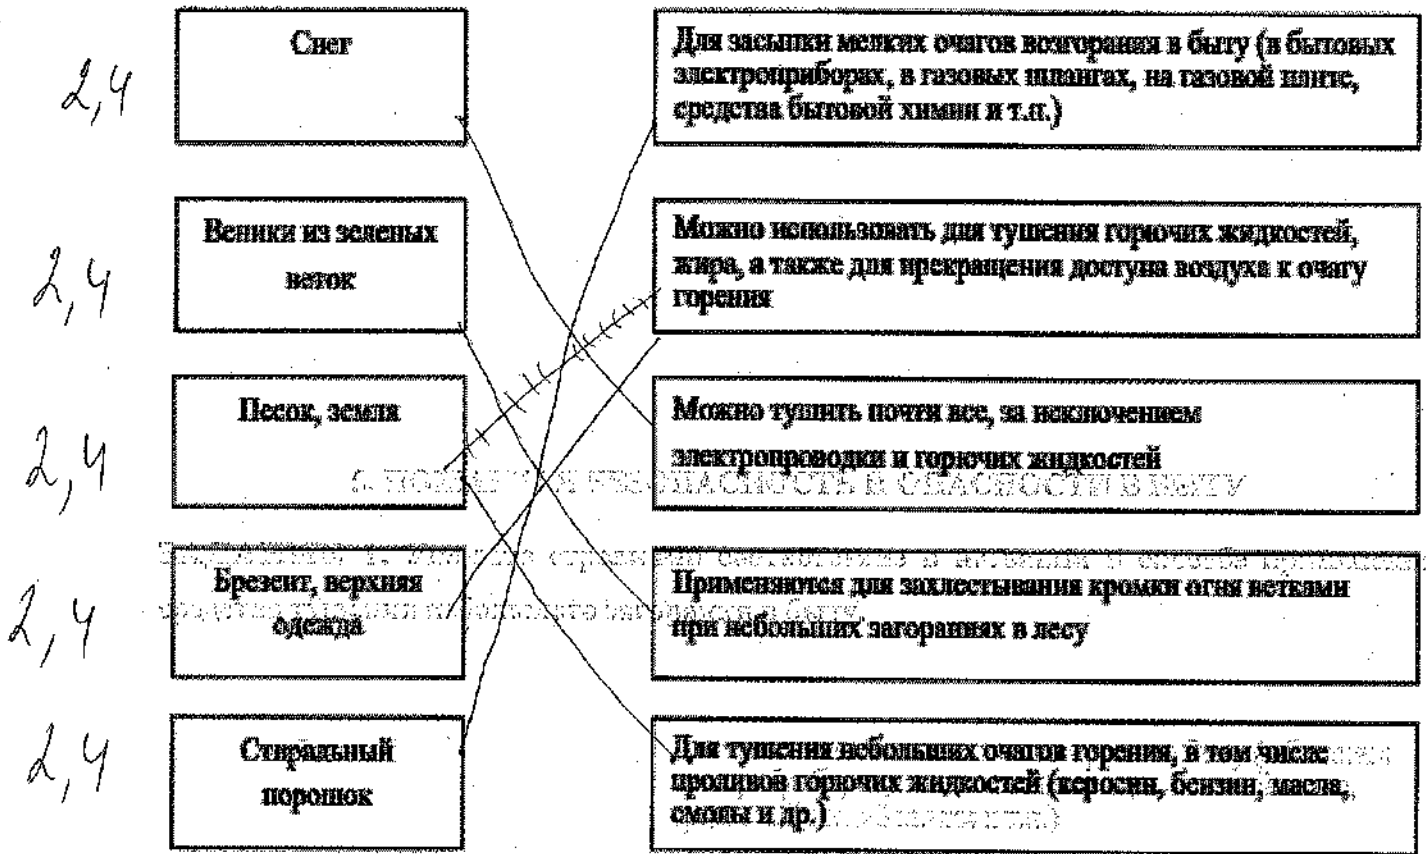 2,4
Снег
Для засыпки мелких очагов возгорания в быту (в бытовых
электроприборах, в газовых шлангах, на газовой плите,
средства бытовой химии и т.п.)
2,4
Веники из зеленых
веток
Можно использовать для тушения горючих жидкостей,
жира, а также для прекращения доступа воздуха к очагу
горения
2,4
Песок, земля
Можно тушить почти все, за исключением
электропроводки и горючих жидкостей
2,4
Брезент, верхняя
одежда
Применяются для захлестывания кромки огня ветками
при небольших загораниях в лесу
2,4
Стиральный
порошок
Для тушения небольших очагов горения, в том числе
проливов горючих жидкостей (керосин, бензин, масла,
смолы и др.)